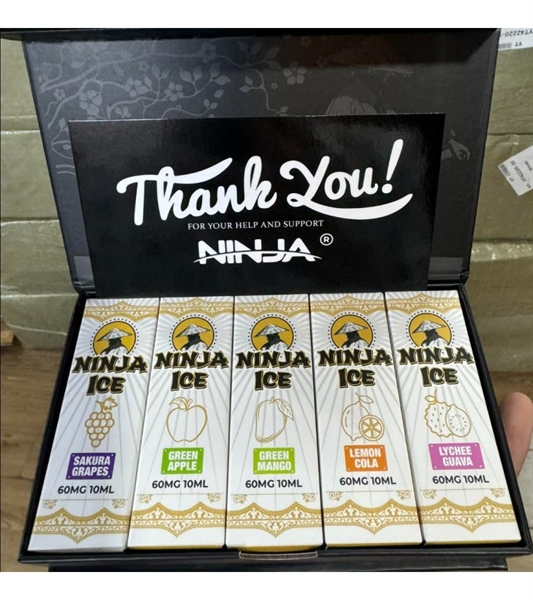 YT42220-
YT
Thank You!
FOR YOUR HELP AND SUPPORT
NINJA ®
NINJA
ICE
SAKURA
GRAPES
60MG 10ML
NINJA
ICE
GREEN
APPLE
60MG 10ML
NINJA
ICE
GREEN
MANGO
60MG 10ML
NINJA
ICE
LEMON
COLA
60MG 10ML
NINJA
ICE
LYCHEE
GUAVA
60MG 10ML